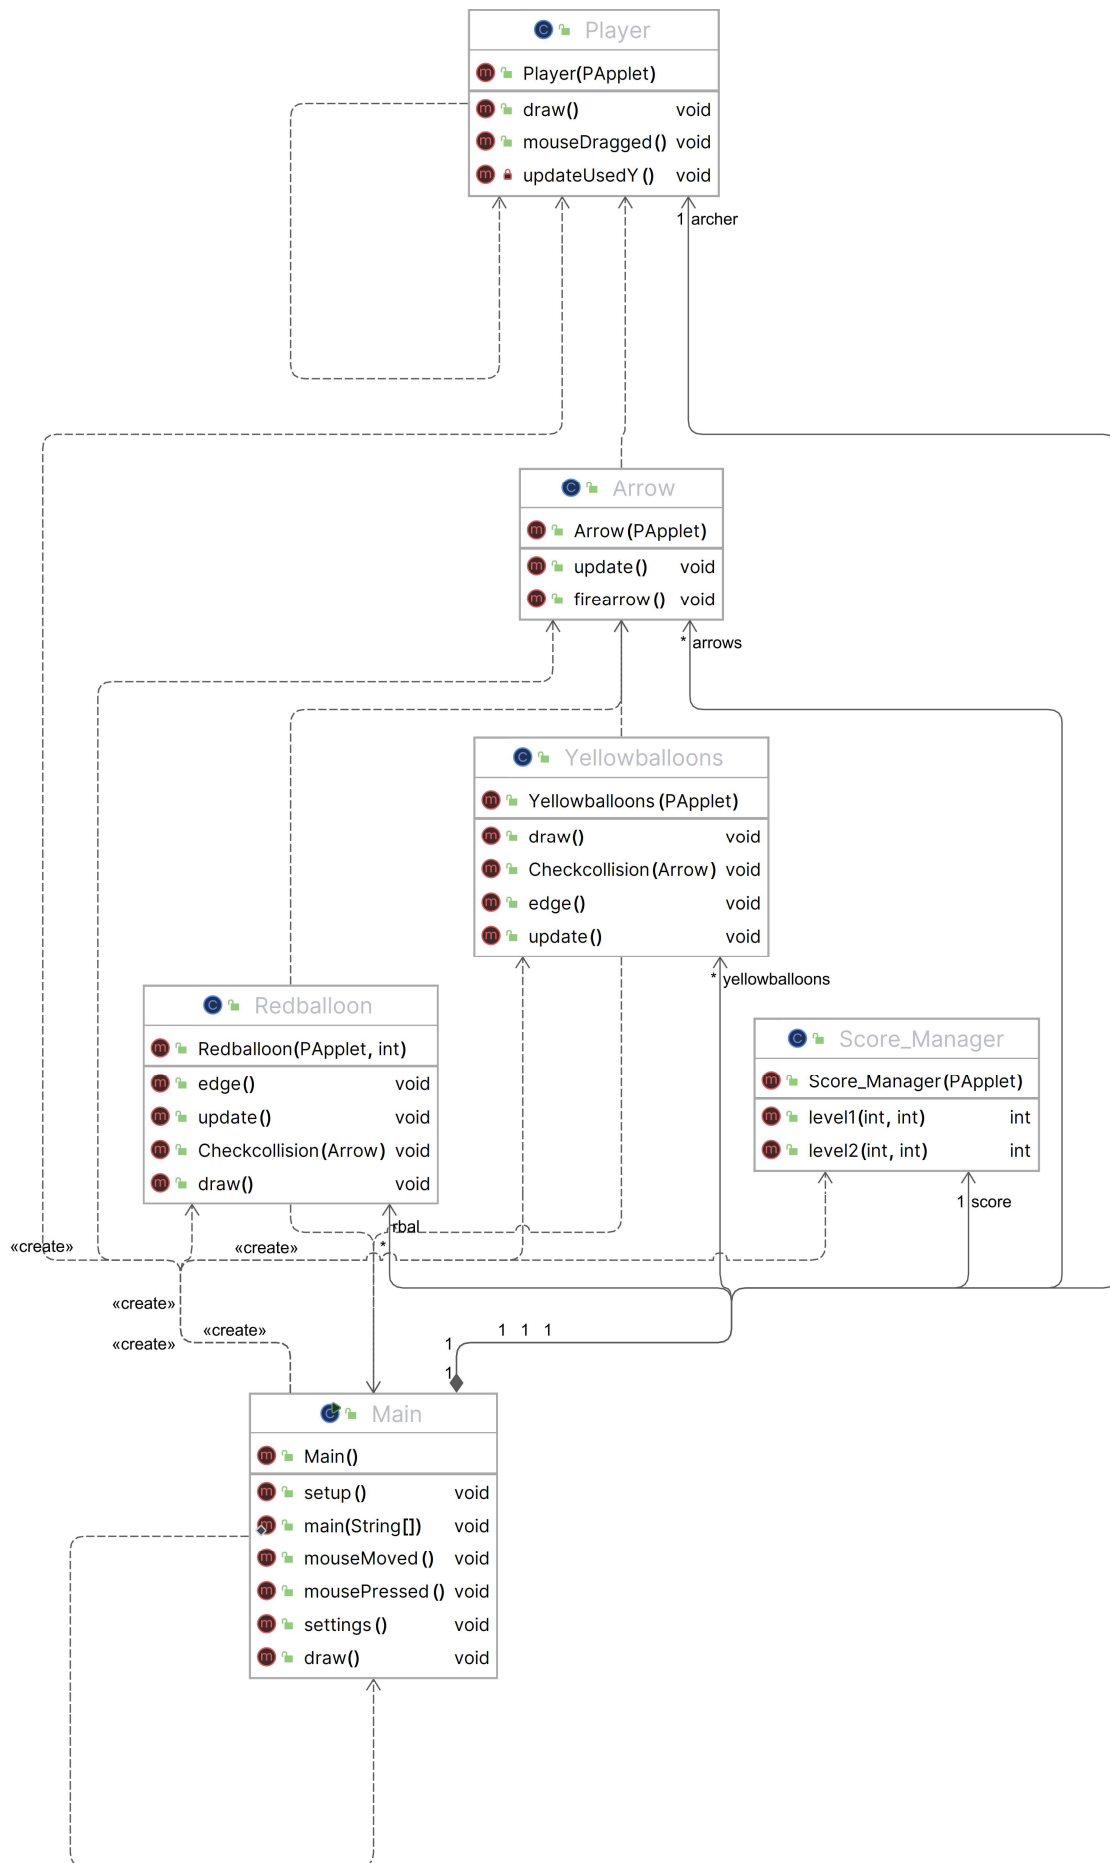 Player
Player(PApplet)
draw() void
mouseDragged() void
updateUsedY() void
1 archer
Arrow
Arrow(PApplet)
update() void
firearrow() void
* arrows
Yellowballoons
Yellowballoons(PApplet)
draw() void
Checkcollision(Arrow) void
edge() void
update() void
* yellowballoons
Redballoon
Redballoon(PApplet, int)
edge() void
update() void
Checkcollision(Arrow) void
draw() void
rbal
*
Score_Manager
Score_Manager(PApplet)
level1(int, int) int
level2(int, int) int
1 score
«create»
«create»
«create»
«create»
«create»
1 1 1
1
1
Main
Main()
setup() void
main(String[]) void
mouseMoved() void
mousePressed() void
settings() void
draw() void